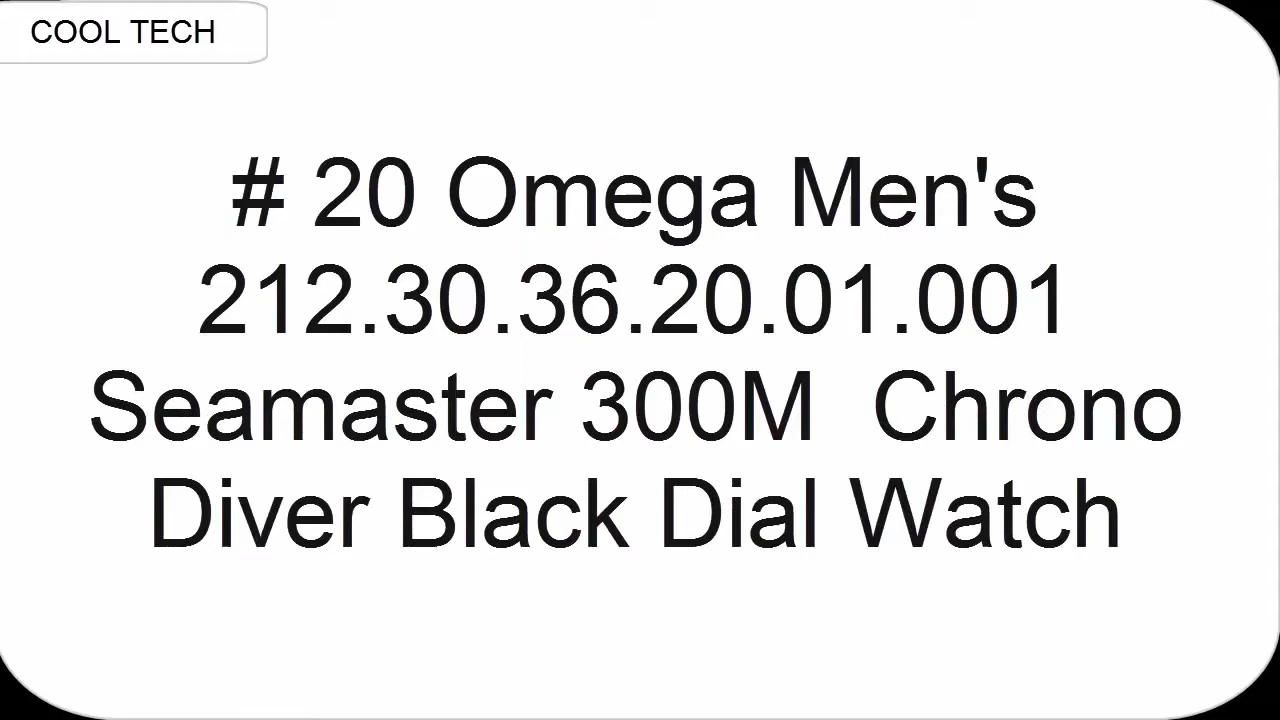 COOL TECH
# 20 Omega Men's
212.30.36.20.01.001
Seamaster 300M  Chrono
Diver Black Dial Watch